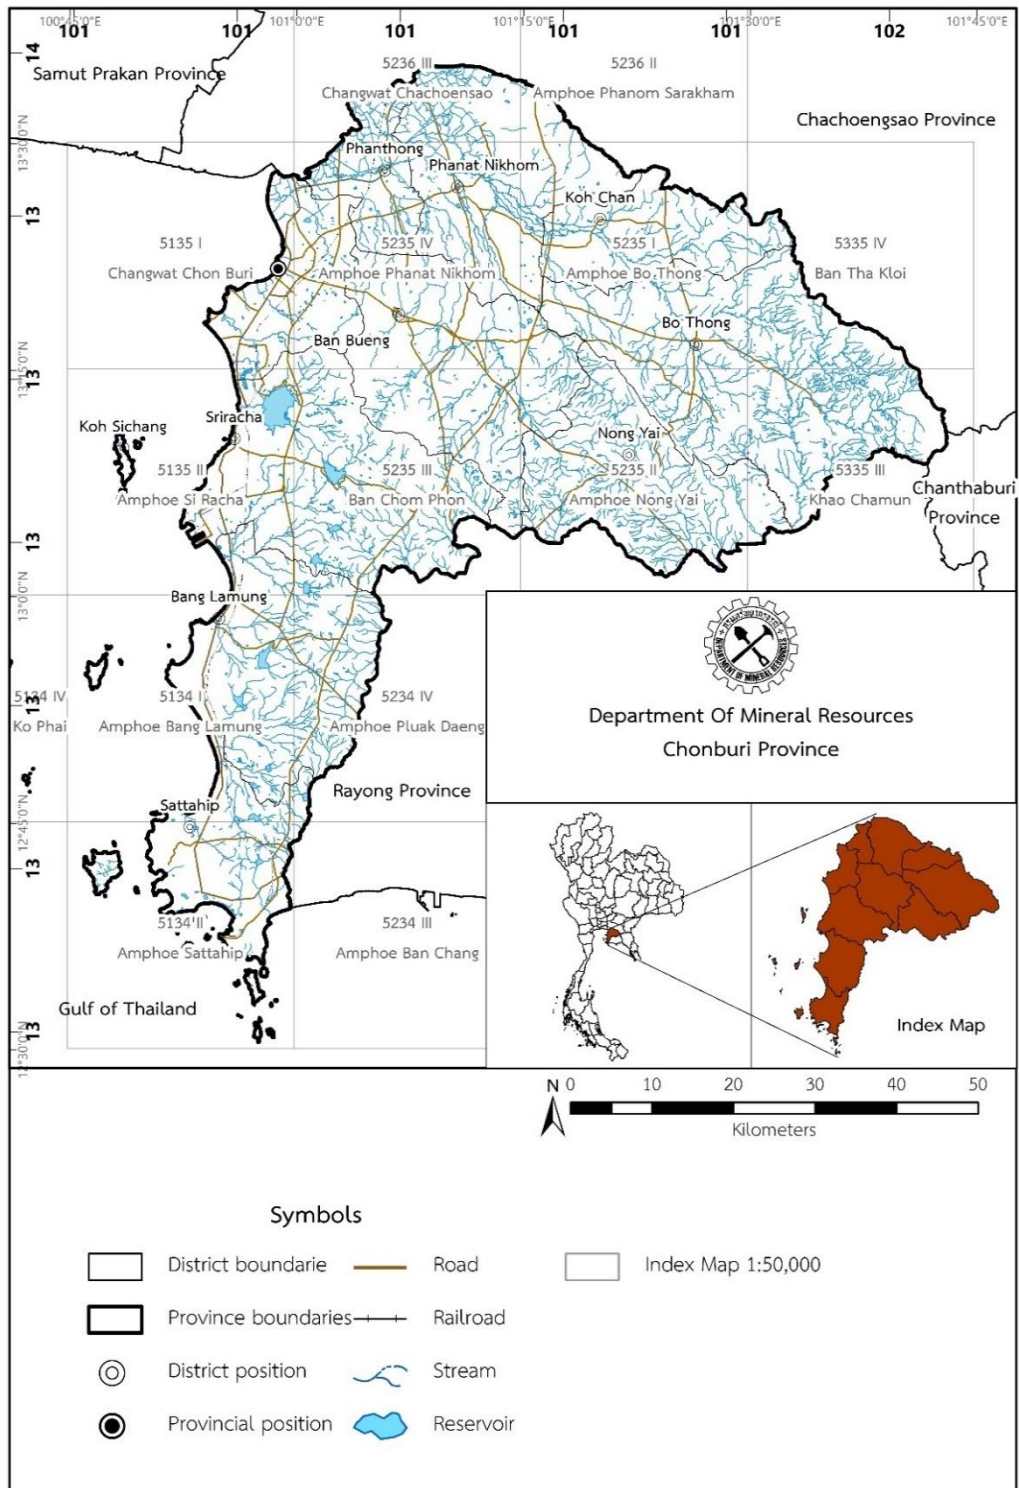 100°45'0"E 101°0'0"E 101°15'0"E 101°30'0"E 101°45'0"E
101 101 101 101 101 102
14
Samut Prakan Province
5236 III
Changwat Chachoensao
5236 II
Amphoe Phanom Sarakham
Chachoengsao Province
13°30'0"N
Phanthong
Phanat Nikhom
Koh Chan
13
5135 I
Changwat Chon Buri
5235 IV
Amphoe Phanat Nikhom
5235 I
Amphoe Bo Thong
5335 IV
Ban Tha Kloi
Ban Bueng
Bo Thong
13°15'0"N
13
Koh Sichang
Sriracha
Nong Yai
5135 II
Amphoe Si Racha
5235 III
Ban Chom Phon
5235 II
Amphoe Nong Yai
5335 III
Khao Chamun
Chanthaburi
Province
13
13°0'0"N
Bang Lamung
13
5134 IV
Ko Phai
5134 I
Amphoe Bang Lamung
5234 IV
Amphoe Pluak Daeng
Rayong Province
Sattahip
12°45'0"N
13
5134 II
Amphoe Sattahip
5234 III
Amphoe Ban Chang
Gulf of Thailand
13
12°30'0"N
DEPARTMENT OF MINERAL RESOURCES
Department Of Mineral Resources
Chonburi Province
Index Map
N 0 10 20 30 40 50
Kilometers
Symbols
District boundarie Road Index Map 1:50,000
Province boundaries Railroad
District position Stream
Provincial position Reservoir